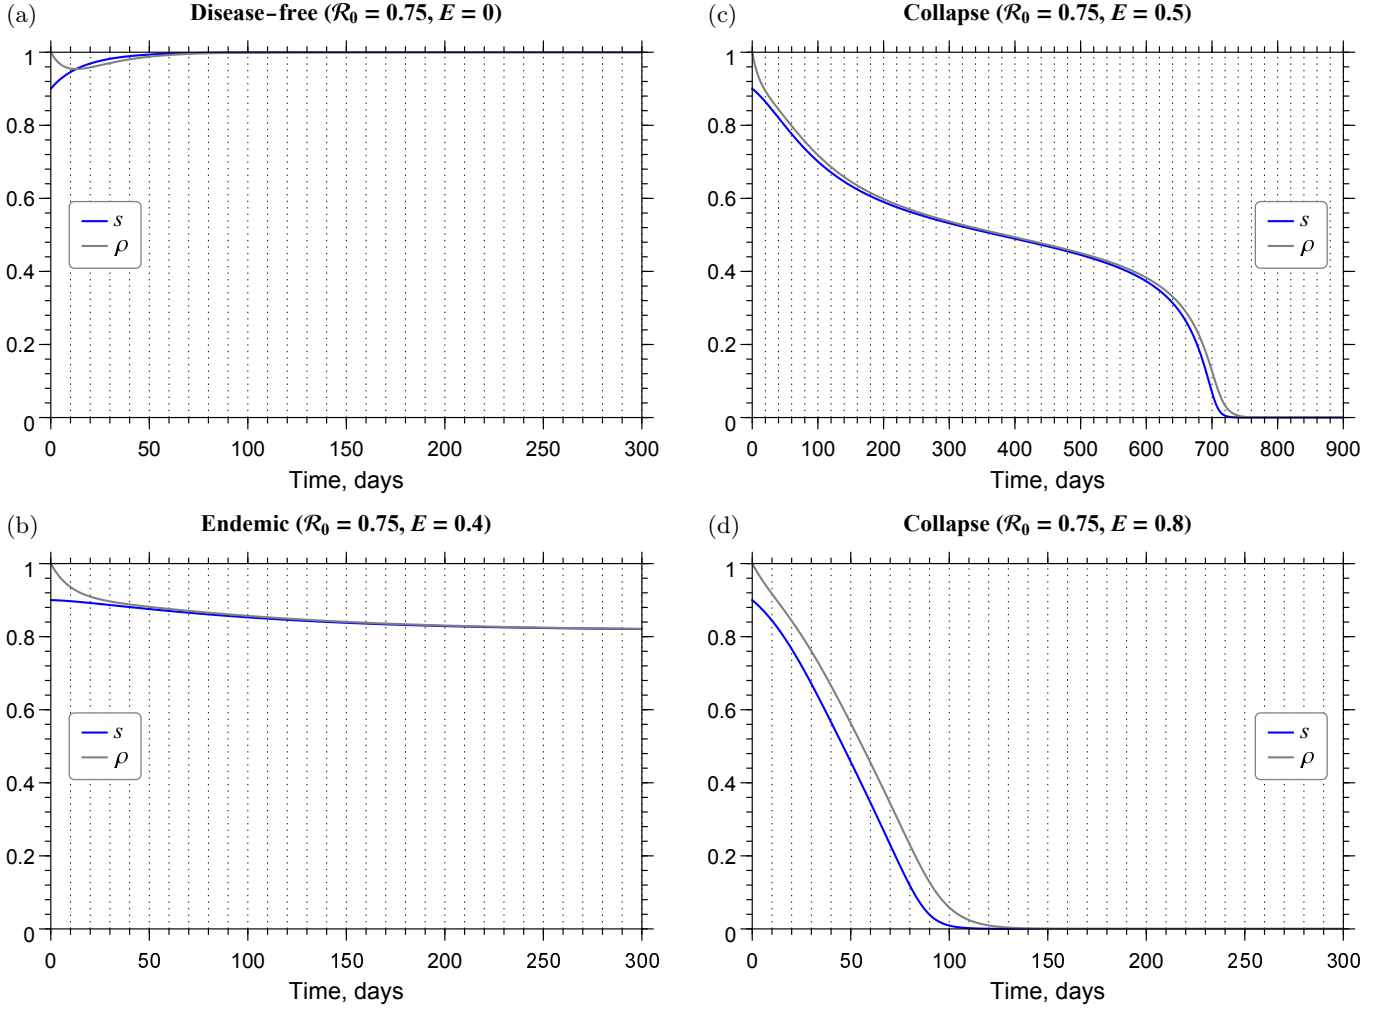 (a)
Disease-free (ℛ₀ = 0.75, E = 0)
1
0.8
0.6
0.4
0.2
0
s
ρ
0 50 100 150 200 250 300
Time, days
(c)
Collapse (ℛ₀ = 0.75, E = 0.5)
1
0.8
0.6
0.4
0.2
0
s
ρ
0 100 200 300 400 500 600 700 800 900
Time, days
(b)
Endemic (ℛ₀ = 0.75, E = 0.4)
1
0.8
0.6
0.4
0.2
0
s
ρ
0 50 100 150 200 250 300
Time, days
(d)
Collapse (ℛ₀ = 0.75, E = 0.8)
1
0.8
0.6
0.4
0.2
0
s
ρ
0 50 100 150 200 250 300
Time, days